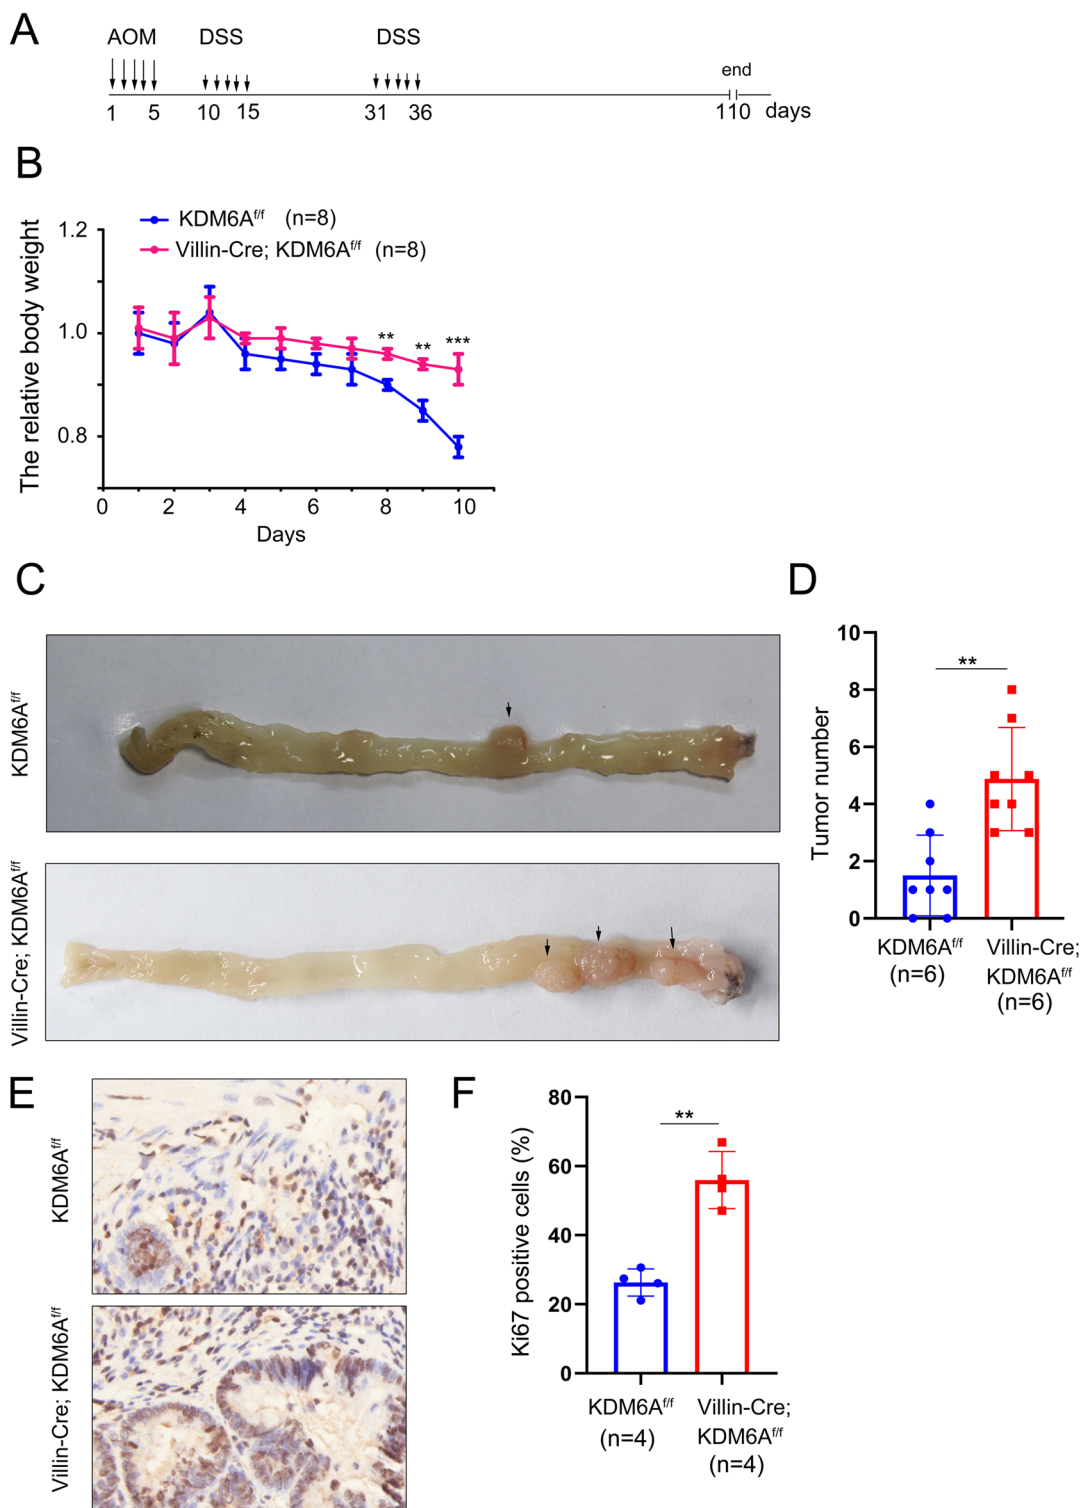 A
AOM DSS DSS
end
1 5 10 15 31 36 110 days
B
KDM6Af/f (n=8)
Villin-Cre; KDM6Af/f (n=8)
The relative body weight
1.2
1.0
0.8
** ** ***
0 2 4 6 8 10
Days
C
KDM6Af/f
Villin-Cre; KDM6Af/f
D
Tumor number
10
8
6
4
2
0
**
KDM6Af/f
(n=6)
Villin-Cre;
KDM6Af/f
(n=6)
E
KDM6Af/f
Villin-Cre; KDM6Af/f
F
Ki67 positive cells (%)
80
60
40
20
0
**
KDM6Af/f
(n=4)
Villin-Cre;
KDM6Af/f
(n=4)